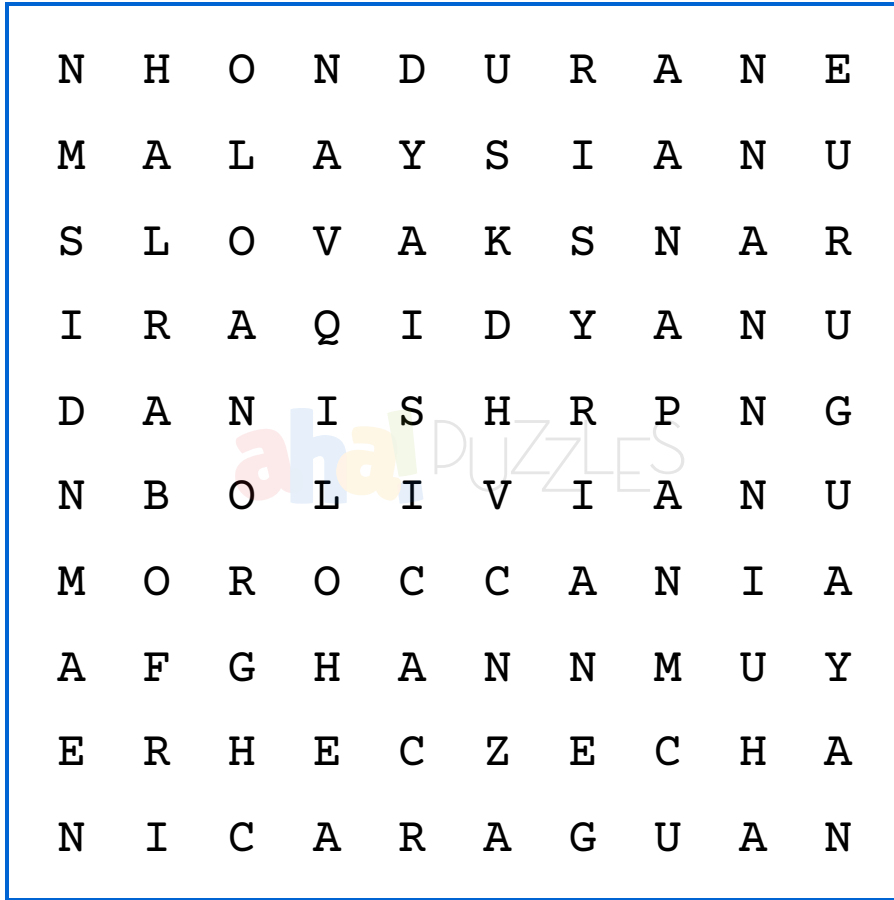 N H O N D U R A N E
M A L A Y S I A N U
S L O V A K S N A R
I R A Q I D Y A N U
D A N I S H R P N G
aha! PUZZLES
N B O L I V I A N U
M O R O C C A N I A
A F G H A N N M U Y
E R H E C Z E C H A
N I C A R A G U A N